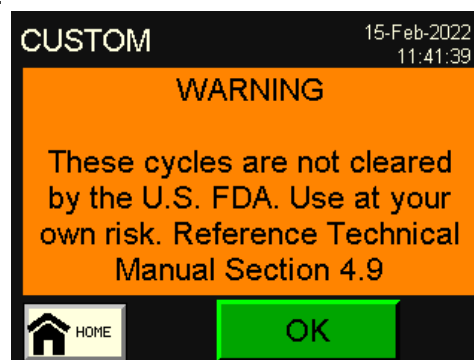 CUSTOM
15-Feb-2022
11:41:39
WARNING
These cycles are not cleared
by the U.S. FDA. Use at your
own risk. Reference Technical
Manual Section 4.9
HOME
OK